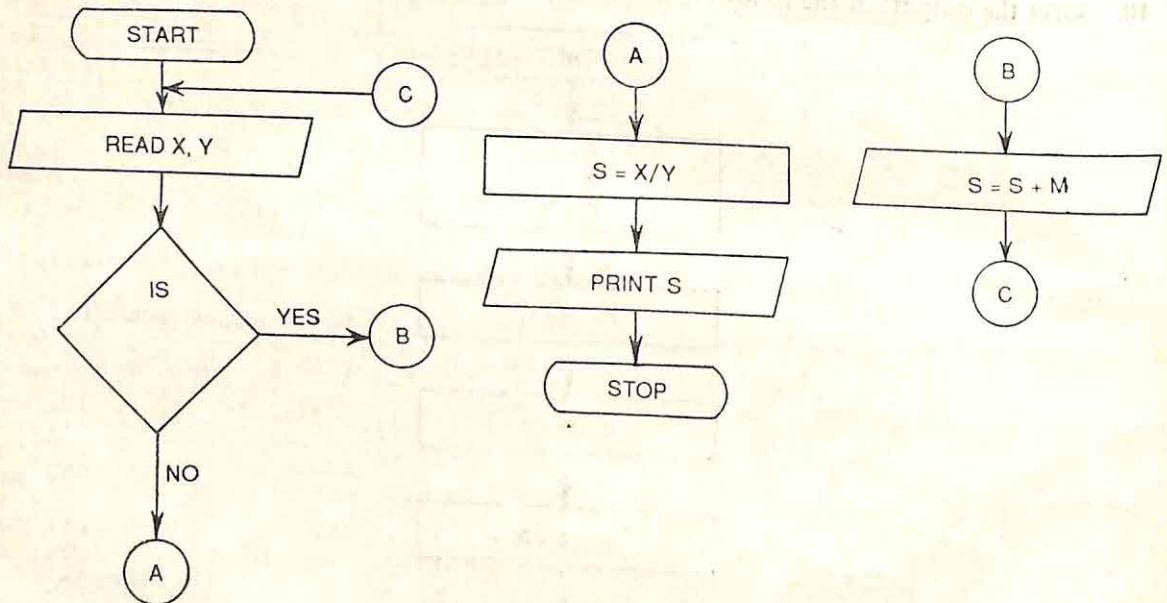 START
C
READ X, Y
IS
YES
B
NO
A
A
S = X/Y
PRINT S
STOP
B
S = S + M
C